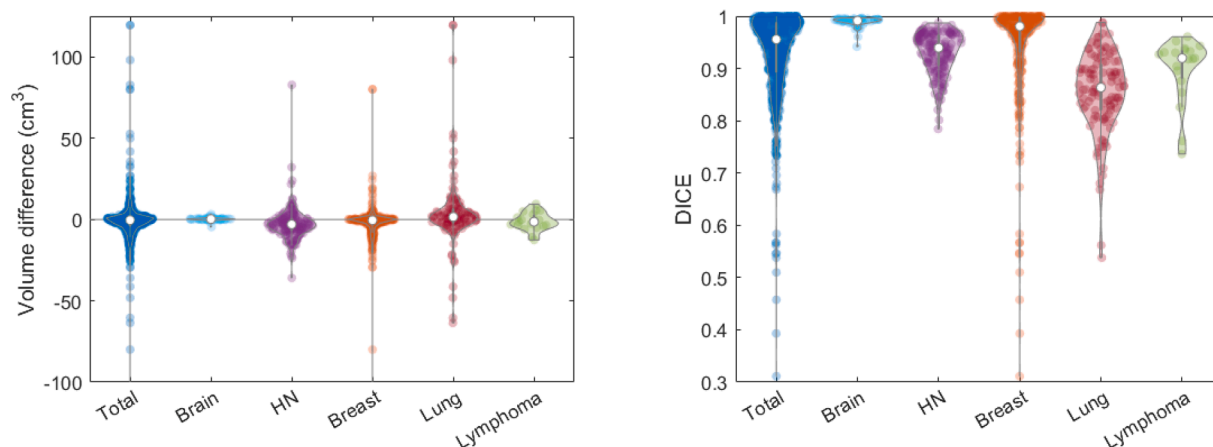 Volume difference (cm³)
100
50
0
-50
-100
Total
Brain
HN
Breast
Lung
Lymphoma
DICE
1
0.9
0.8
0.7
0.6
0.5
0.4
0.3
Total
Brain
HN
Breast
Lung
Lymphoma